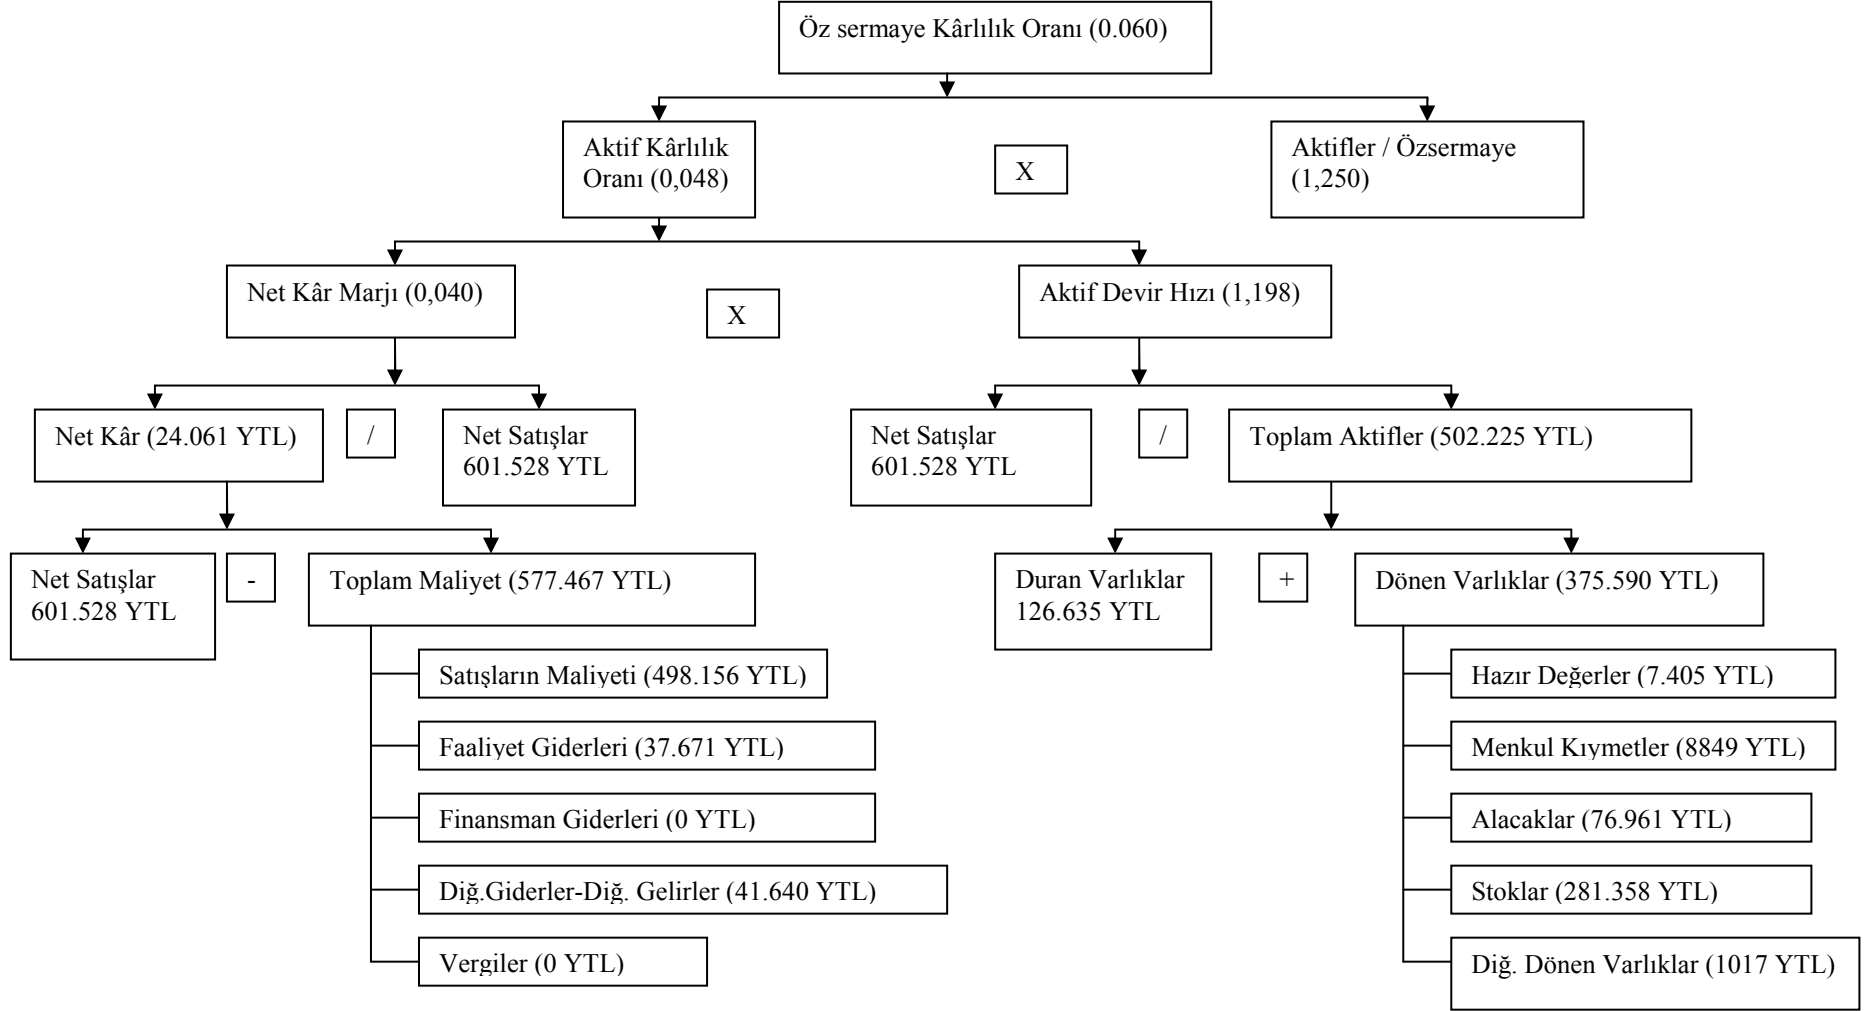 Öz sermaye Kârlılık Oranı (0.060)
Aktif Kârlılık
Oranı (0,048)
X
Aktifler / Özsermaye
(1,250)
Net Kâr Marjı (0,040)
X
Aktif Devir Hızı (1,198)
Net Kâr (24.061 YTL)
/
Net Satışlar
601.528 YTL
Net Satışlar
601.528 YTL
/
Toplam Aktifler (502.225 YTL)
Net Satışlar
601.528 YTL
-
Toplam Maliyet (577.467 YTL)
Duran Varlıklar
126.635 YTL
+
Dönen Varlıklar (375.590 YTL)
Satışların Maliyeti (498.156 YTL)
Faaliyet Giderleri (37.671 YTL)
Finansman Giderleri (0 YTL)
Diğ.Giderler-Diğ. Gelirler (41.640 YTL)
Vergiler (0 YTL)
Hazır Değerler (7.405 YTL)
Menkul Kıymetler (8849 YTL)
Alacaklar (76.961 YTL)
Stoklar (281.358 YTL)
Diğ. Dönen Varlıklar (1017 YTL)